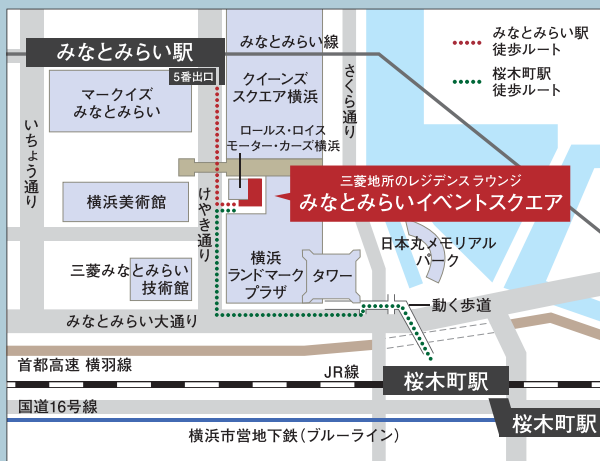 みなとみらい駅
5番出口
みなとみらい線
みなとみらい駅
徒歩ルート
桜木町駅
徒歩ルート
マークイズ
みなとみらい
クイーンズ
スクエア横浜
さくら通り
いちょう通り
ロールス・ロイス
モーター・カーズ横浜
三菱地所のレジデンス ラウンジ
みなとみらいイベントスクエア
横浜美術館
けやき通り
日本丸メモリアル
パーク
三菱みなとみらい
技術館
横浜
ランドマーク
プラザ
タワー
動く歩道
みなとみらい大通り
首都高速 横羽線
JR線
桜木町駅
国道16号線
桜木町駅
横浜市営地下鉄（ブルーライン）